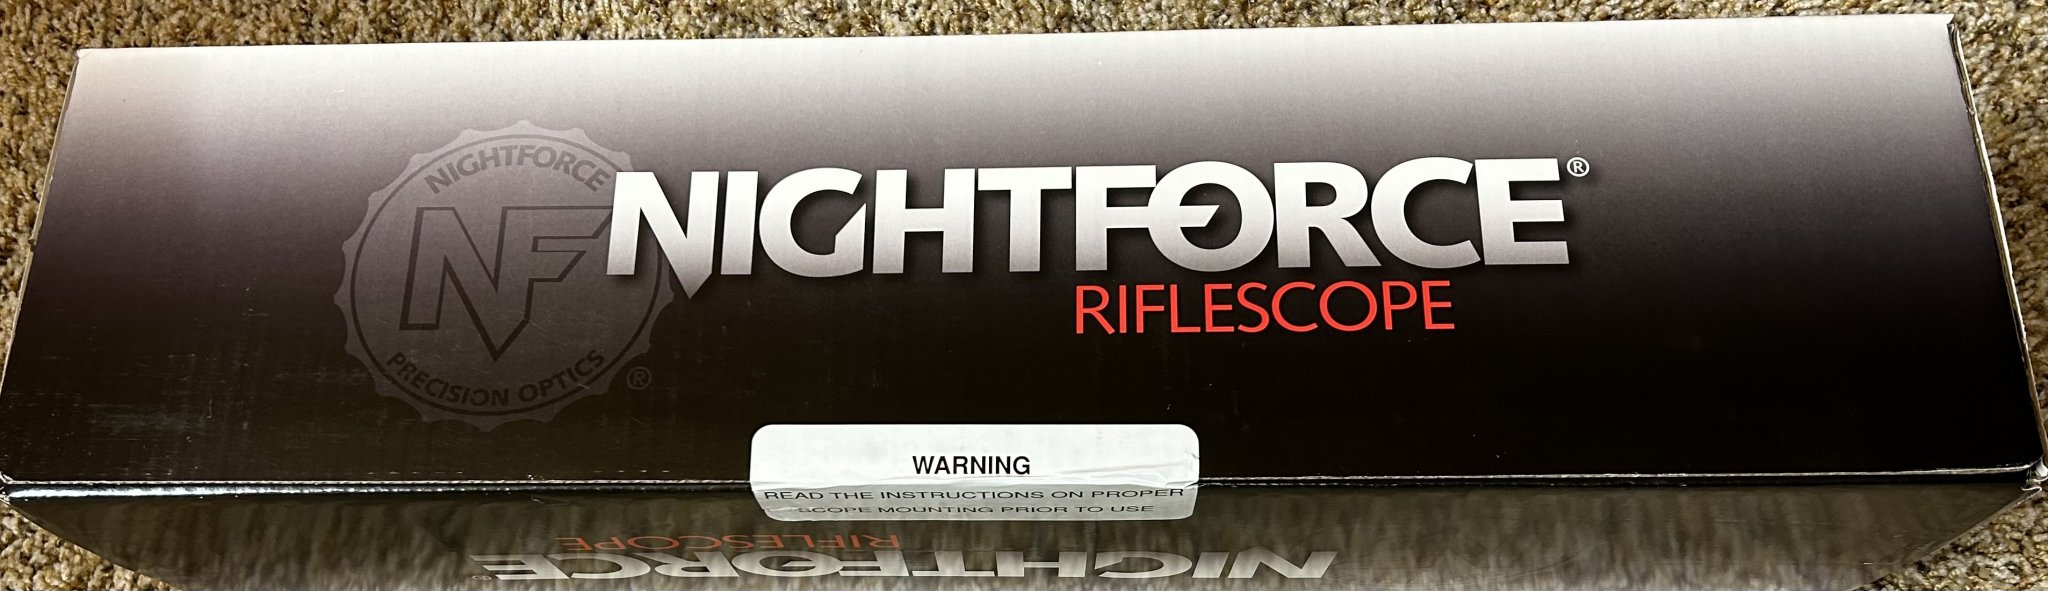 NIGHTFORCE
NF
PRECISION OPTICS ®
NIGHTFORCE®
RIFLESCOPE
WARNING
READ THE INSTRUCTIONS ON PROPER
SCOPE MOUNTING PRIOR TO USE
RIFLESCOPE
NIGHTFORCE®